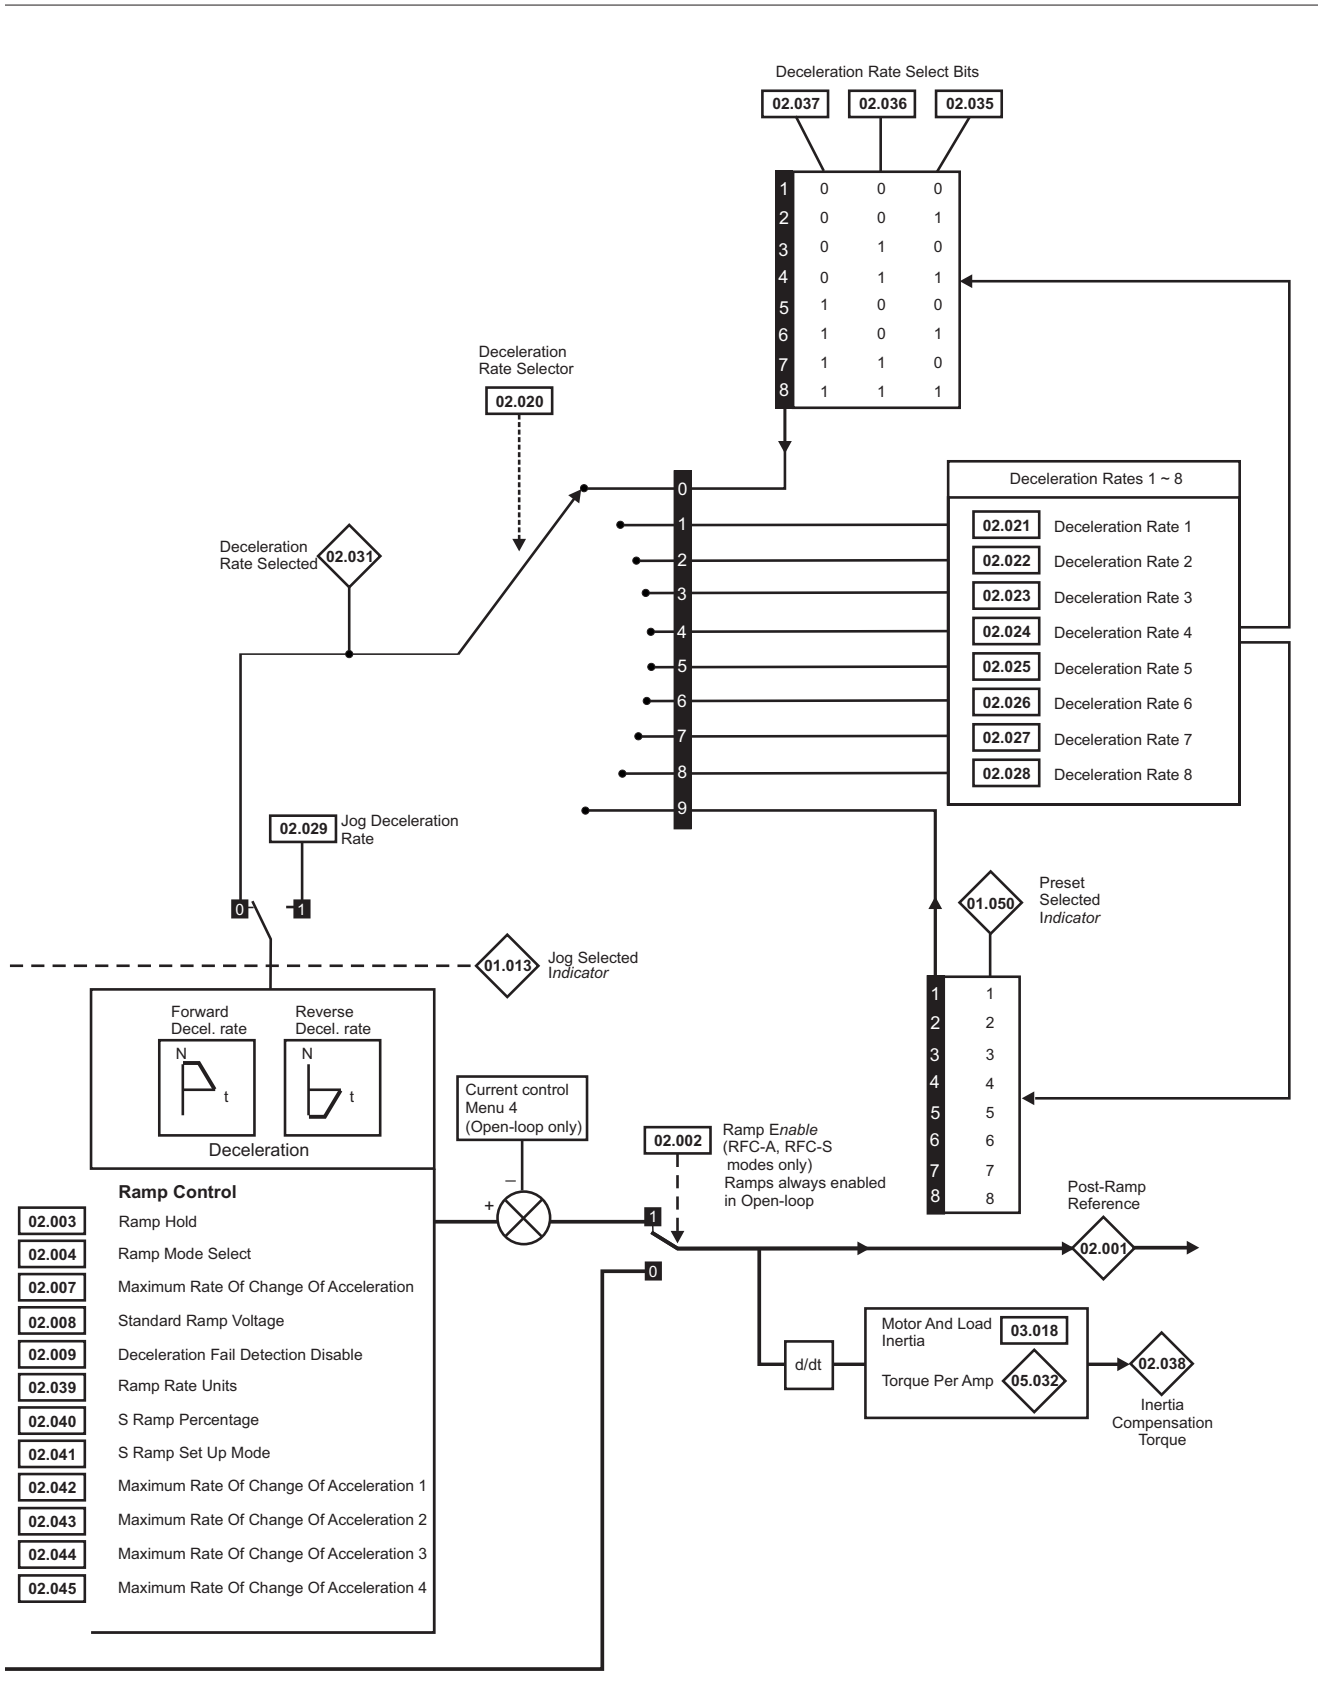 Deceleration Rate Select Bits
02.037 02.036 02.035
1 0 0 0
2 0 0 1
3 0 1 0
4 0 1 1
5 1 0 0
6 1 0 1
7 1 1 0
8 1 1 1
Deceleration
Rate Selector
02.020
0
1
2
3
4
5
6
7
8
9
Deceleration Rates 1 ~ 8
02.021 Deceleration Rate 1
02.022 Deceleration Rate 2
02.023 Deceleration Rate 3
02.024 Deceleration Rate 4
02.025 Deceleration Rate 5
02.026 Deceleration Rate 6
02.027 Deceleration Rate 7
02.028 Deceleration Rate 8
Deceleration
Rate Selected
02.031
02.029
Jog Deceleration
Rate
0 1
01.013
Jog Selected
Indicator
01.050
Preset
Selected
Indicator
1 1
2 2
3 3
4 4
5 5
6 6
7 7
8 8
Forward
Decel. rate
N
t
Reverse
Decel. rate
N
t
Deceleration
Current control
Menu 4
(Open-loop only)
–
+
02.002
Ramp Enable
(RFC-A, RFC-S
modes only)
Ramps always enabled
in Open-loop
1
0
Post-Ramp
Reference
02.001
Ramp Control
02.003 Ramp Hold
02.004 Ramp Mode Select
02.007 Maximum Rate Of Change Of Acceleration
02.008 Standard Ramp Voltage
02.009 Deceleration Fail Detection Disable
02.039 Ramp Rate Units
02.040 S Ramp Percentage
02.041 S Ramp Set Up Mode
02.042 Maximum Rate Of Change Of Acceleration 1
02.043 Maximum Rate Of Change Of Acceleration 2
02.044 Maximum Rate Of Change Of Acceleration 3
02.045 Maximum Rate Of Change Of Acceleration 4
d/dt
Motor And Load
Inertia
03.018
Torque Per Amp 05.032
02.038
Inertia
Compensation
Torque